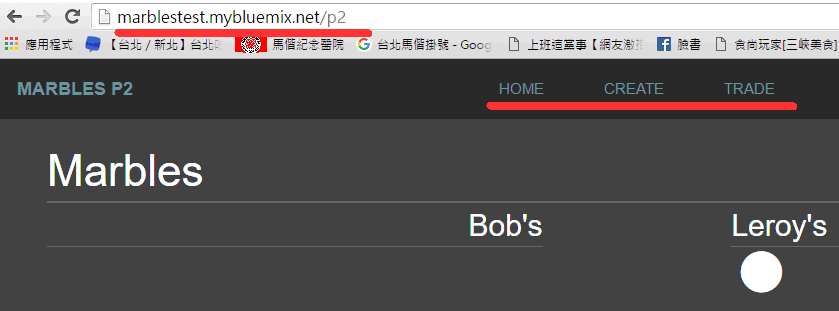 marblestest.mybluemix.net/p2
應用程式 【台北 / 新北】台北 馬偕紀念醫院 台北馬偕掛號 - Goog 上班這當事【網友激 臉書 食尚玩家[三峽美食]
MARBLES P2 HOME CREATE TRADE
Marbles
Bob's Leroy's